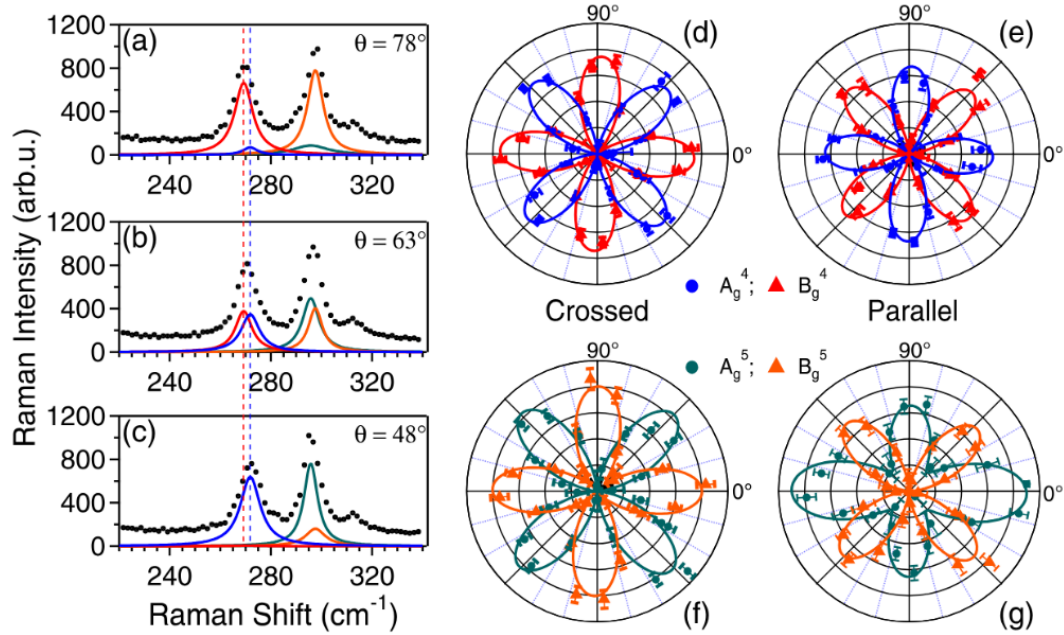 Raman Intensity (arb.u.)
1200
800
400
0
(a)
θ = 78°
240
280
320
1200
800
400
0
(b)
θ = 63°
240
280
320
1200
800
400
0
(c)
θ = 48°
240
280
320
Raman Shift (cm⁻¹)
90°
(d)
0°
90°
(e)
0°
A_g^4; B_g^4
Crossed
Parallel
A_g^5; B_g^5
90°
0°
(f)
90°
0°
(g)